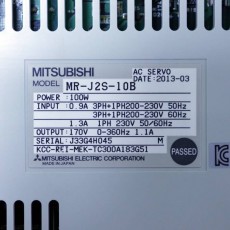 MITSUBISHI
AC SERVO
DATE:2013-03
MODEL MR-J2S-10B
POWER :100W
INPUT :0.9A 3PH+1PH200-230V 50Hz
3PH+1PH200-230V 60Hz
1.3A 1PH 230V 50/60Hz
OUTPUT:170V 0-360Hz 1.1A
SERIAL:J33G4H045 M
KCC-REI-MEK-TC300A183G51
MITSUBISHI ELECTRIC CORPORATION
MADE IN JAPAN
PASSED